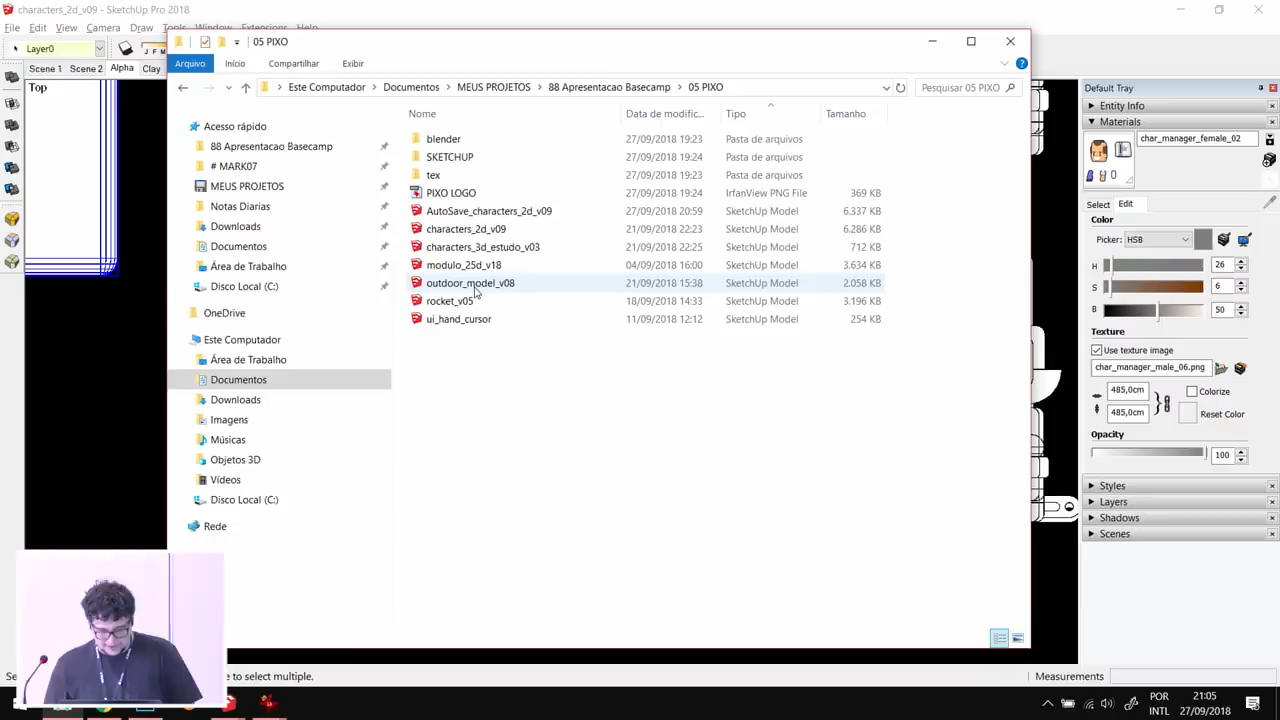 characters_2d_v09 - SketchUp Pro 2018
File Edit View Camera Draw Tools Window Extensions Help
05 PIXO
Layer0
Arquivo Início Compartilhar Exibir
Scene 1 Scene 2 Alpha Clay
Top
Este Computador Documentos MEUS PROJETOS 88 Apresentacao Basecamp 05 PIXO
Pesquisar 05 PIXO
Nome Data de modific... Tipo Tamanho
Acesso rápido
88 Apresentacao Basecamp
# MARK07
MEUS PROJETOS
Notas Diarias
Downloads
Documentos
Área de Trabalho
Disco Local (C:)
OneDrive
Este Computador
Área de Trabalho
Documentos
Downloads
Imagens
Músicas
Objetos 3D
Vídeos
Disco Local (C:)
Rede
blender 27/09/2018 19:23 Pasta de arquivos
SKETCHUP 27/09/2018 19:24 Pasta de arquivos
tex 27/09/2018 19:23 Pasta de arquivos
PIXO LOGO 27/09/2018 19:24 IrfanView PNG File 369 KB
AutoSave_characters_2d_v09 27/09/2018 20:59 SketchUp Model 6.337 KB
characters_2d_v09 21/09/2018 22:23 SketchUp Model 6.286 KB
characters_3d_estudo_v03 21/09/2018 22:25 SketchUp Model 712 KB
modulo_25d_v18 04/09/2018 16:00 SketchUp Model 3.634 KB
outdoor_model_v08 21/09/2018 15:38 SketchUp Model 2.058 KB
rocket_v05 18/09/2018 14:33 SketchUp Model 3.196 KB
ui_hand_cursor 11/09/2018 12:12 SketchUp Model 254 KB
Default Tray
Entity Info
Materials
char_manager_female_02
Select Edit
Color
Picker: HSB
H 26
S 6
B 50
Texture
Use texture image
char_manager_male_06.png
485,0cm Colorize
485,0cm Reset Color
Opacity
100
Styles
Layers
Shadows
Scenes
e to select multiple.
Measurements
POR
INTL
21:05
27/09/2018